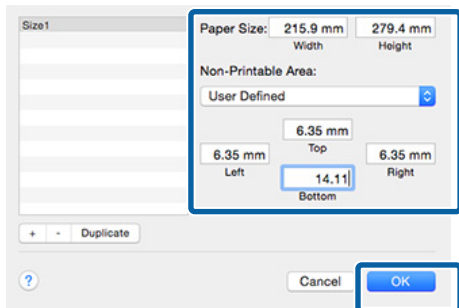 Size1
Paper Size: 215.9 mm 279.4 mm
Width Height
Non-Printable Area:
User Defined
6.35 mm
Top
6.35 mm 6.35 mm
Left Right
14.11
Bottom
+ - Duplicate
? Cancel OK